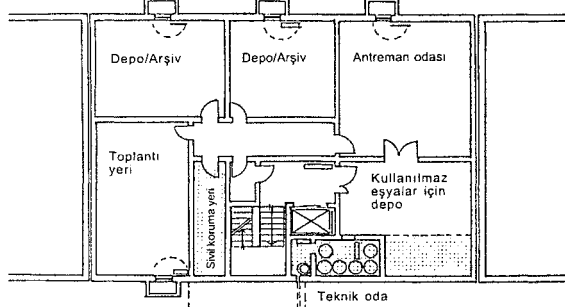 Depo/Arşiv
Depo/Arşiv
Antreman odası
Toplantı
yeri
Sivil koruma yeri
Kullanılmaz
eşyalar için
depo
Teknik oda